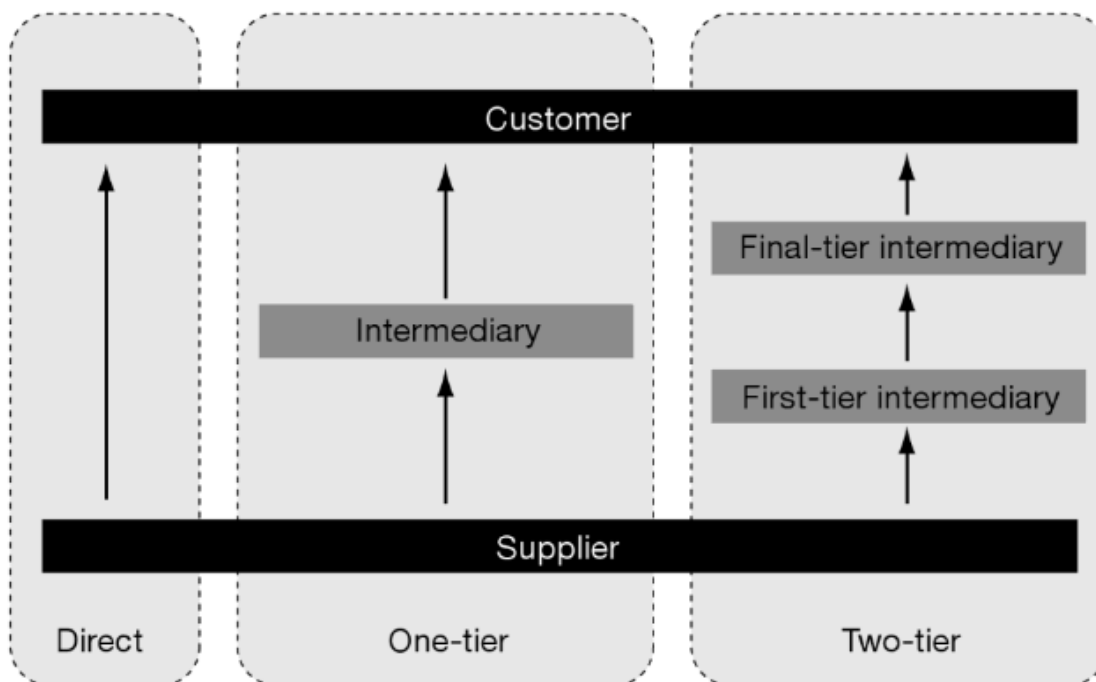 Customer
Final-tier intermediary
Intermediary
First-tier intermediary
Supplier
Direct
One-tier
Two-tier